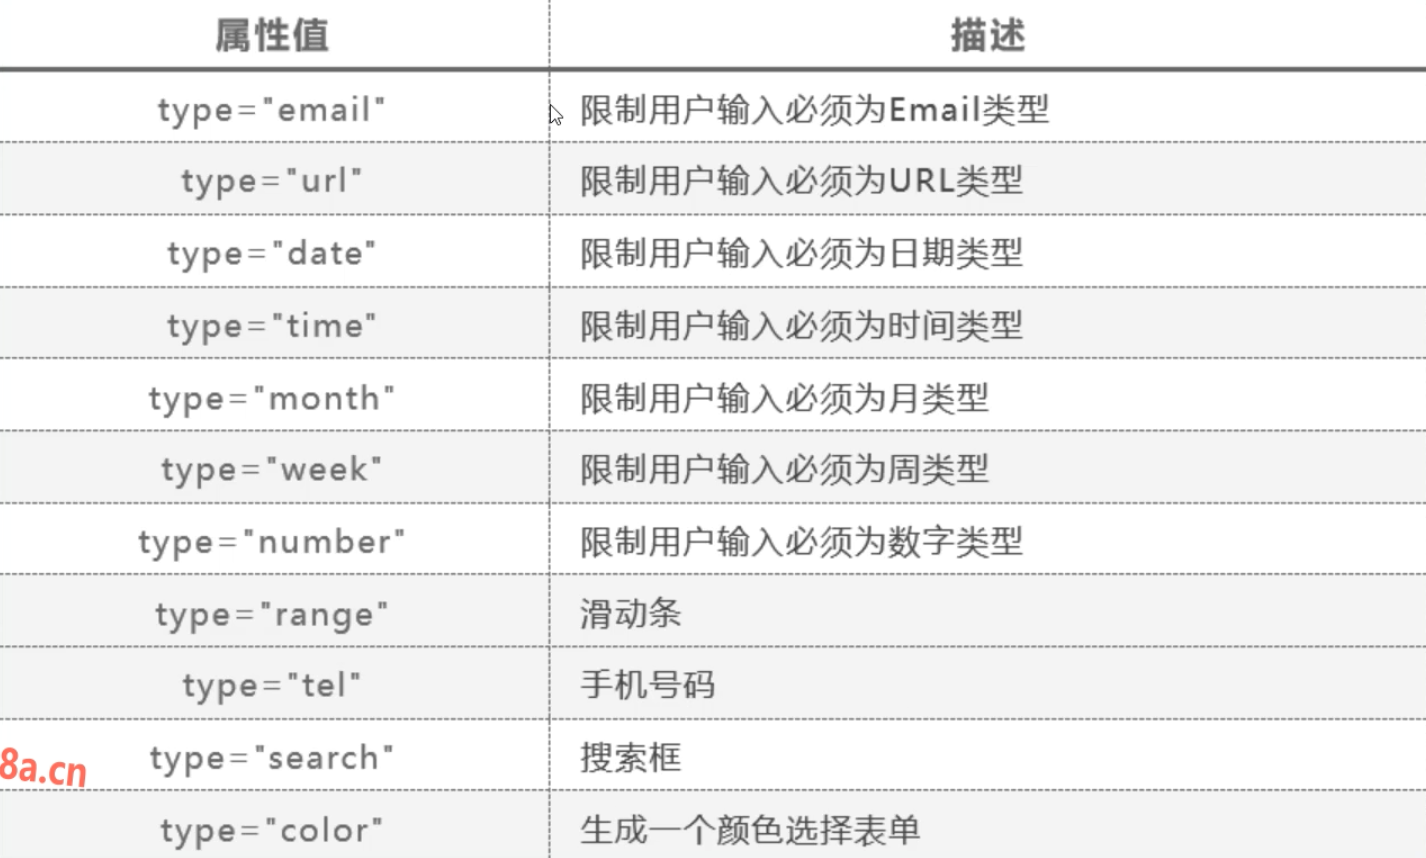 属性值 描述
type="email" 限制用户输入必须为Email类型
type="url" 限制用户输入必须为URL类型
type="date" 限制用户输入必须为日期类型
type="time" 限制用户输入必须为时间类型
type="month" 限制用户输入必须为月类型
type="week" 限制用户输入必须为周类型
type="number" 限制用户输入必须为数字类型
type="range" 滑动条
type="tel" 手机号码
type="search" 搜索框
8a.cn
type="color" 生成一个颜色选择表单